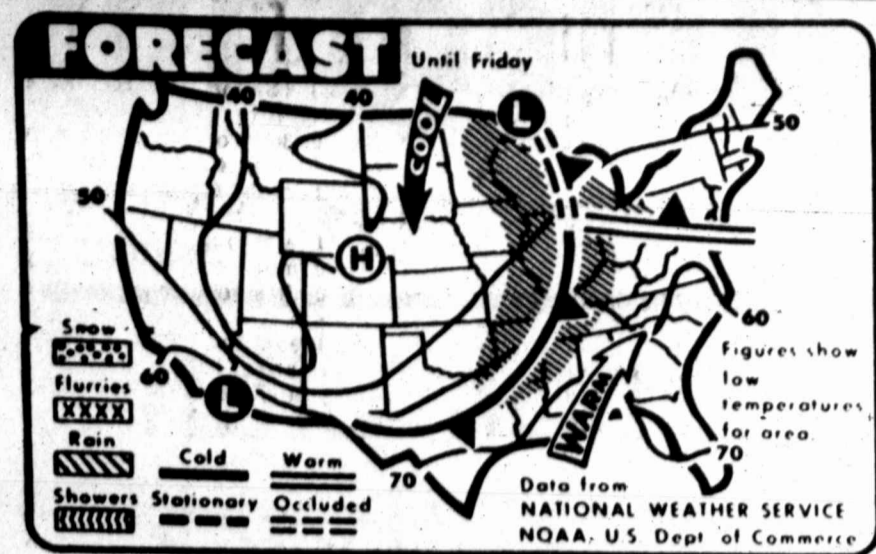 FORECAST
Until Friday
40
40
COOL
L
50
50
H
60
Snow
Flurries
Rain
Showers
60
L
WARM
Figures show
low
temperatures
for area.
70
70
Cold
Warm
Stationary
Occluded
Data from
NATIONAL WEATHER SERVICE
NOAA, U.S. Dept of Commerce